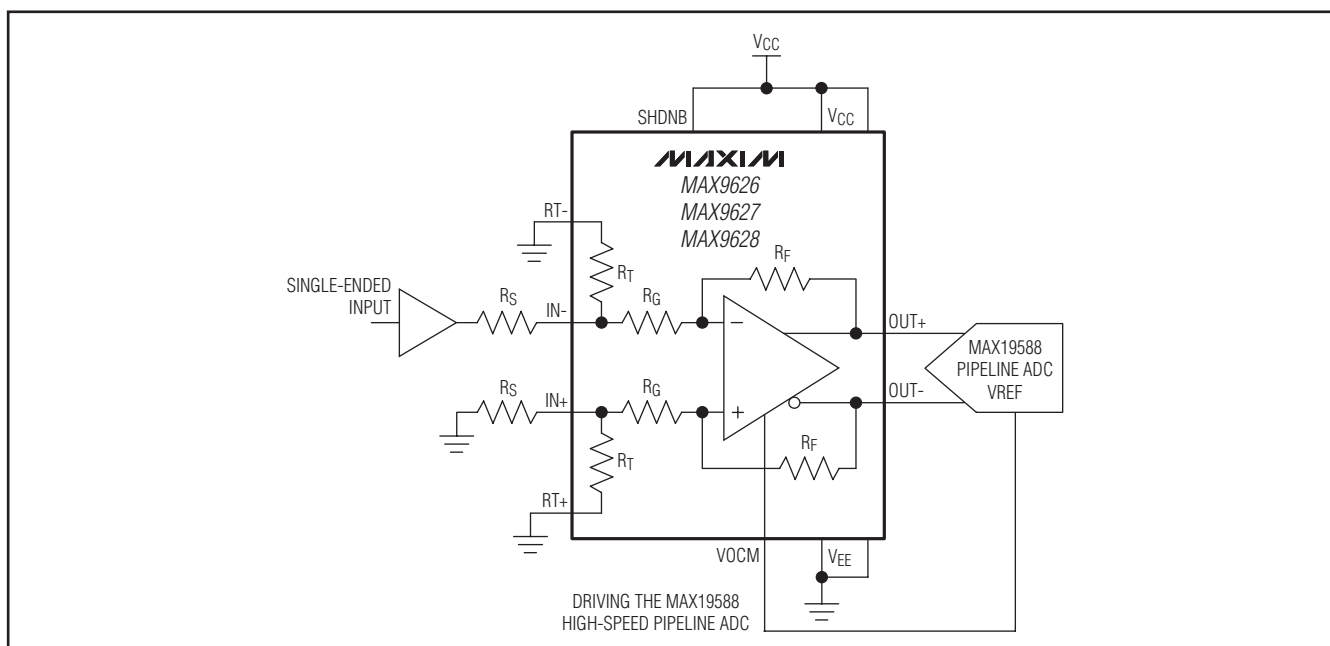 VCC
SHDNB
VCC
MAXIM
MAX9626
MAX9627
MAX9628
RT-
RT
RF
SINGLE-ENDED
INPUT
RS
IN-
RG
−
OUT+
MAX19588
PIPELINE ADC
VREF
RS
IN+
RG
+
OUT-
RT
RF
RT+
VOCM
VEE
DRIVING THE MAX19588
HIGH-SPEED PIPELINE ADC